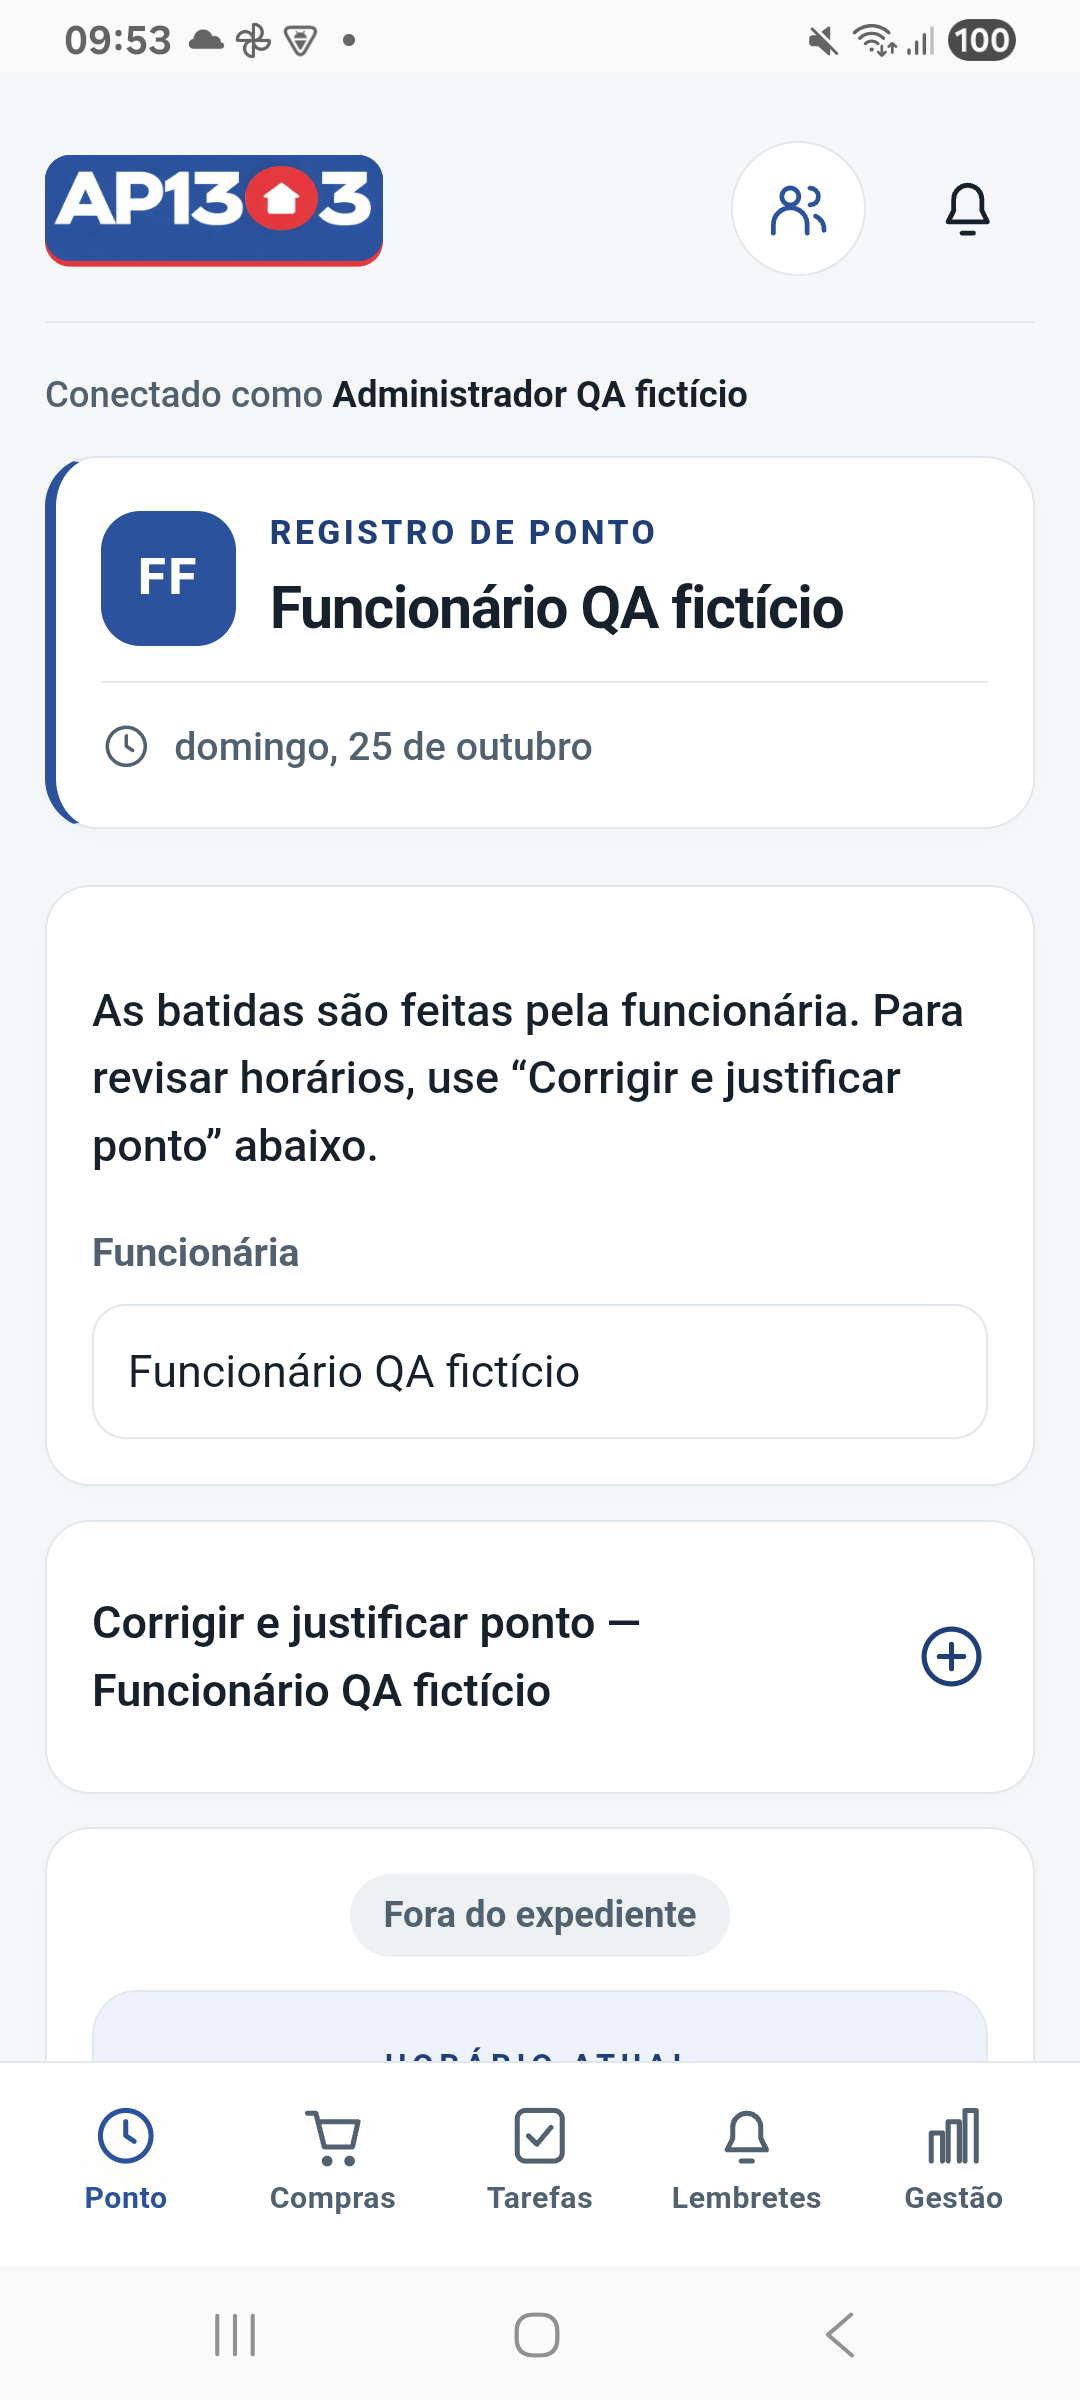 09:53
100
AP1303
Conectado como Administrador QA fictício
FF
REGISTRO DE PONTO
Funcionário QA fictício
domingo, 25 de outubro
As batidas são feitas pela funcionária. Para
revisar horários, use “Corrigir e justificar
ponto” abaixo.
Funcionária
Funcionário QA fictício
Corrigir e justificar ponto —
Funcionário QA fictício
Fora do expediente
HORÁRIO ATUAL
Ponto
Compras
Tarefas
Lembretes
Gestão